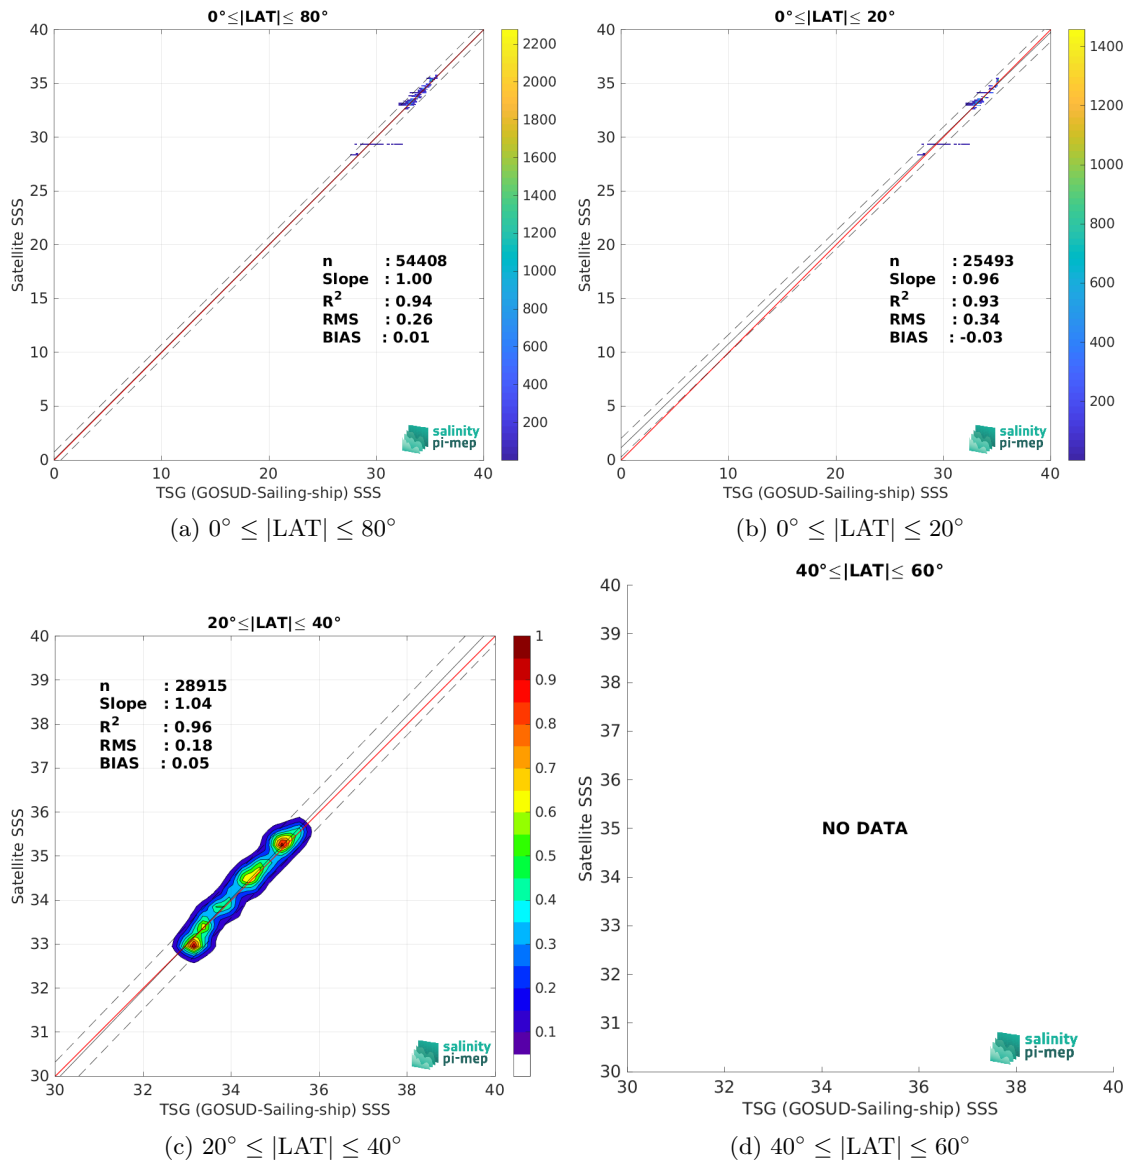 0°≤|LAT|≤ 80°
40
35
30
25
20
15
10
5
0
0
10
20
30
40
Satellite SSS
TSG (GOSUD-Sailing-ship) SSS
n : 54408
Slope : 1.00
R² : 0.94
RMS : 0.26
BIAS : 0.01
salinity
pi-mep
2200
2000
1800
1600
1400
1200
1000
800
600
400
200
(a) 0° ≤ |LAT| ≤ 80°
0°≤|LAT|≤ 20°
40
35
30
25
20
15
10
5
0
0
10
20
30
40
Satellite SSS
TSG (GOSUD-Sailing-ship) SSS
n : 25493
Slope : 0.96
R² : 0.93
RMS : 0.34
BIAS : -0.03
salinity
pi-mep
1400
1200
1000
800
600
400
200
(b) 0° ≤ |LAT| ≤ 20°
20°≤|LAT|≤ 40°
40
39
38
37
36
35
34
33
32
31
30
30
32
34
36
38
40
Satellite SSS
TSG (GOSUD-Sailing-ship) SSS
n : 28915
Slope : 1.04
R² : 0.96
RMS : 0.18
BIAS : 0.05
salinity
pi-mep
1
0.9
0.8
0.7
0.6
0.5
0.4
0.3
0.2
0.1
(c) 20° ≤ |LAT| ≤ 40°
40°≤|LAT|≤ 60°
40
39
38
37
36
35
34
33
32
31
30
30
32
34
36
38
40
Satellite SSS
TSG (GOSUD-Sailing-ship) SSS
NO DATA
salinity
pi-mep
(d) 40° ≤ |LAT| ≤ 60°